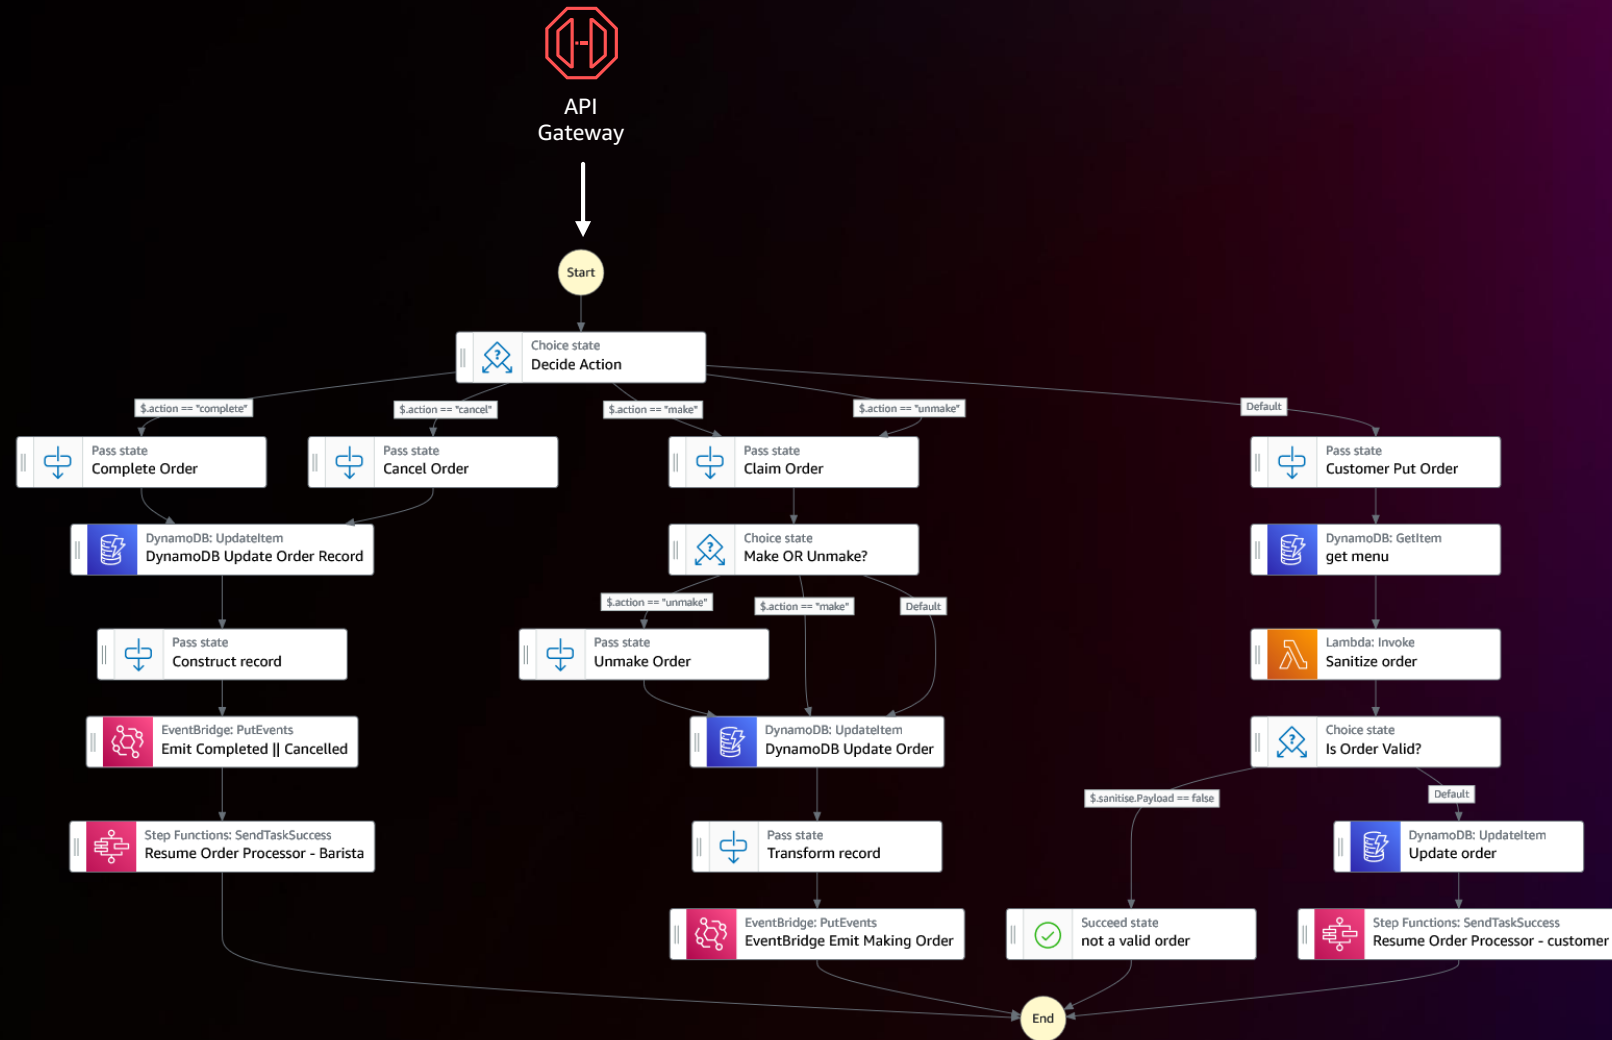 API
Gateway
Start
Choice state
Decide Action
$.action == "complete"
$.action == "cancel"
$.action == "make"
$.action == "unmake"
Default
Pass state
Complete Order
Pass state
Cancel Order
Pass state
Claim Order
Pass state
Customer Put Order
DynamoDB: UpdateItem
DynamoDB Update Order Record
Choice state
Make OR Unmake?
DynamoDB: GetItem
get menu
$.action == "unmake"
$.action == "make"
Default
Pass state
Construct record
Pass state
Unmake Order
Lambda: Invoke
Sanitize order
EventBridge: PutEvents
Emit Completed || Cancelled
DynamoDB: UpdateItem
DynamoDB Update Order
Choice state
Is Order Valid?
$.sanitise.Payload == false
Default
Step Functions: SendTaskSuccess
Resume Order Processor - Barista
Pass state
Transform record
DynamoDB: UpdateItem
Update order
EventBridge: PutEvents
EventBridge Emit Making Order
Succeed state
not a valid order
Step Functions: SendTaskSuccess
Resume Order Processor - customer
End